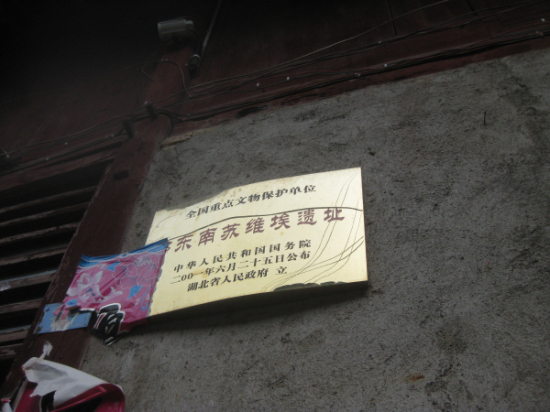 全国重点文物保护单位
东南苏维埃遗址
中华人民共和国国务院
二00一年六月二十五日公布
湖北省人民政府 立